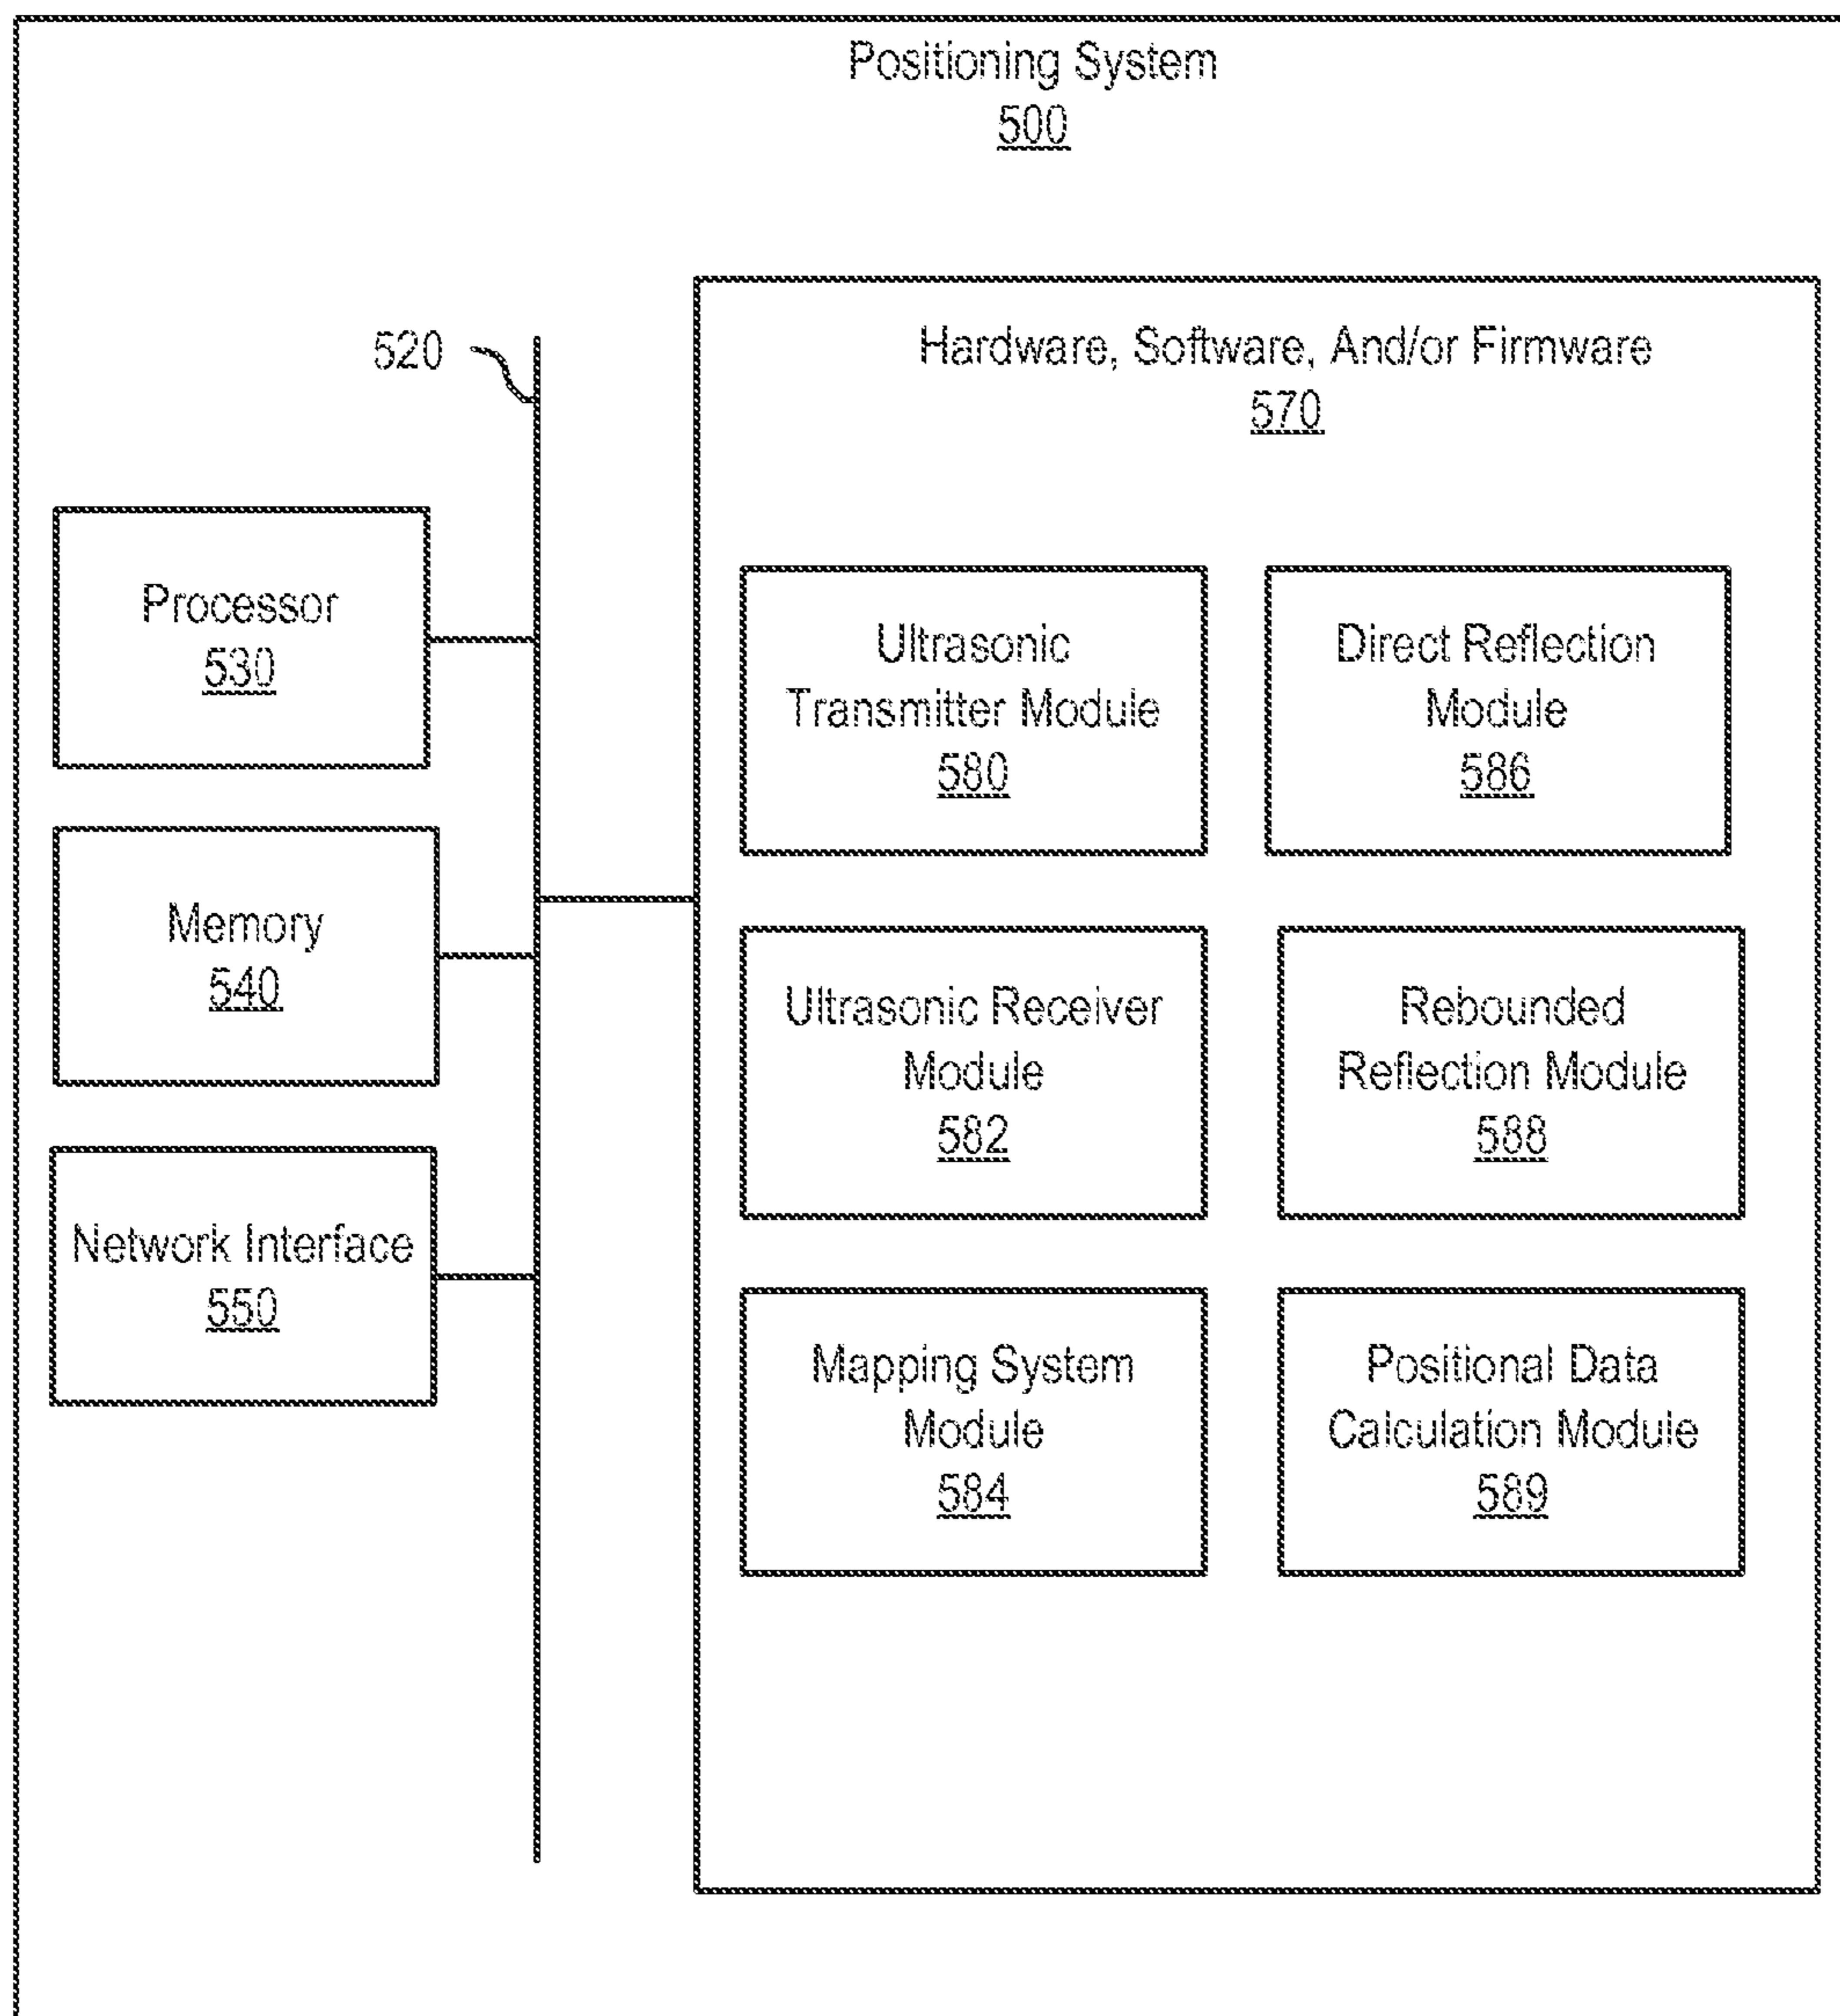 Positioning System
500
520
Hardware, Software, And/or Firmware
570
Processor
530
Memory
540
Network Interface
550
Ultrasonic
Transmitter Module
580
Direct Reflection
Module
586
Ultrasonic Receiver
Module
582
Rebounded
Reflection Module
588
Mapping System
Module
584
Positional Data
Calculation Module
589